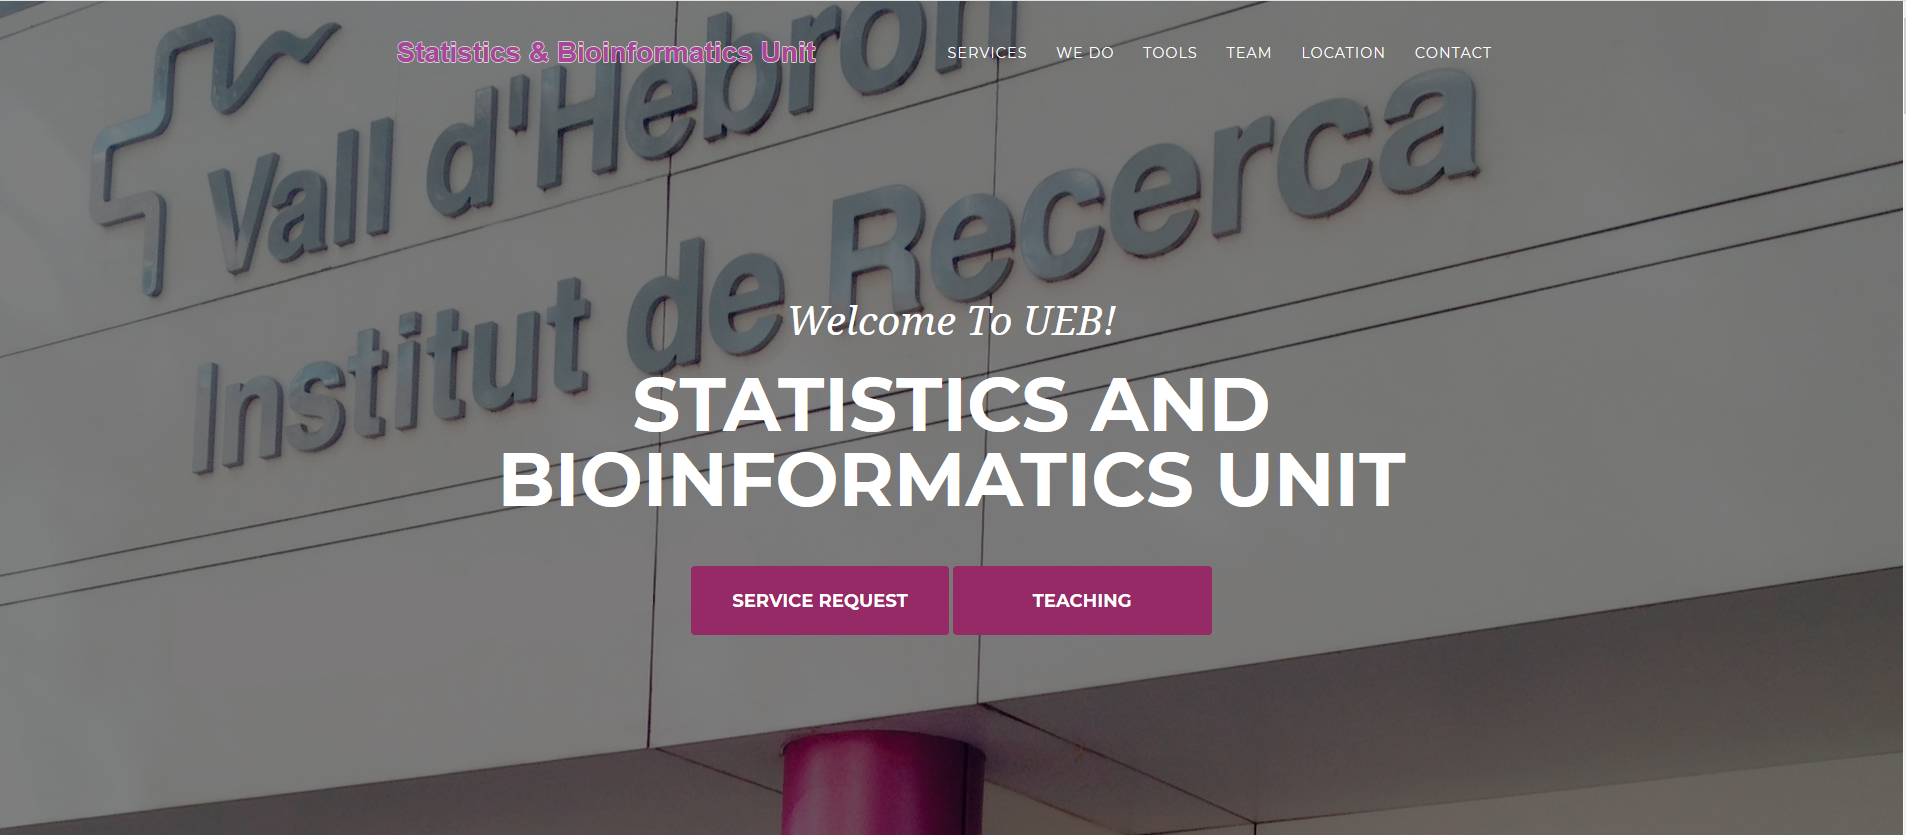 Statistics & Bioinformatics Unit
SERVICES WE DO TOOLS TEAM LOCATION CONTACT
Vall d'Hebron
Institut de Recerca
Welcome To UEB!
STATISTICS AND
BIOINFORMATICS UNIT
SERVICE REQUEST
TEACHING